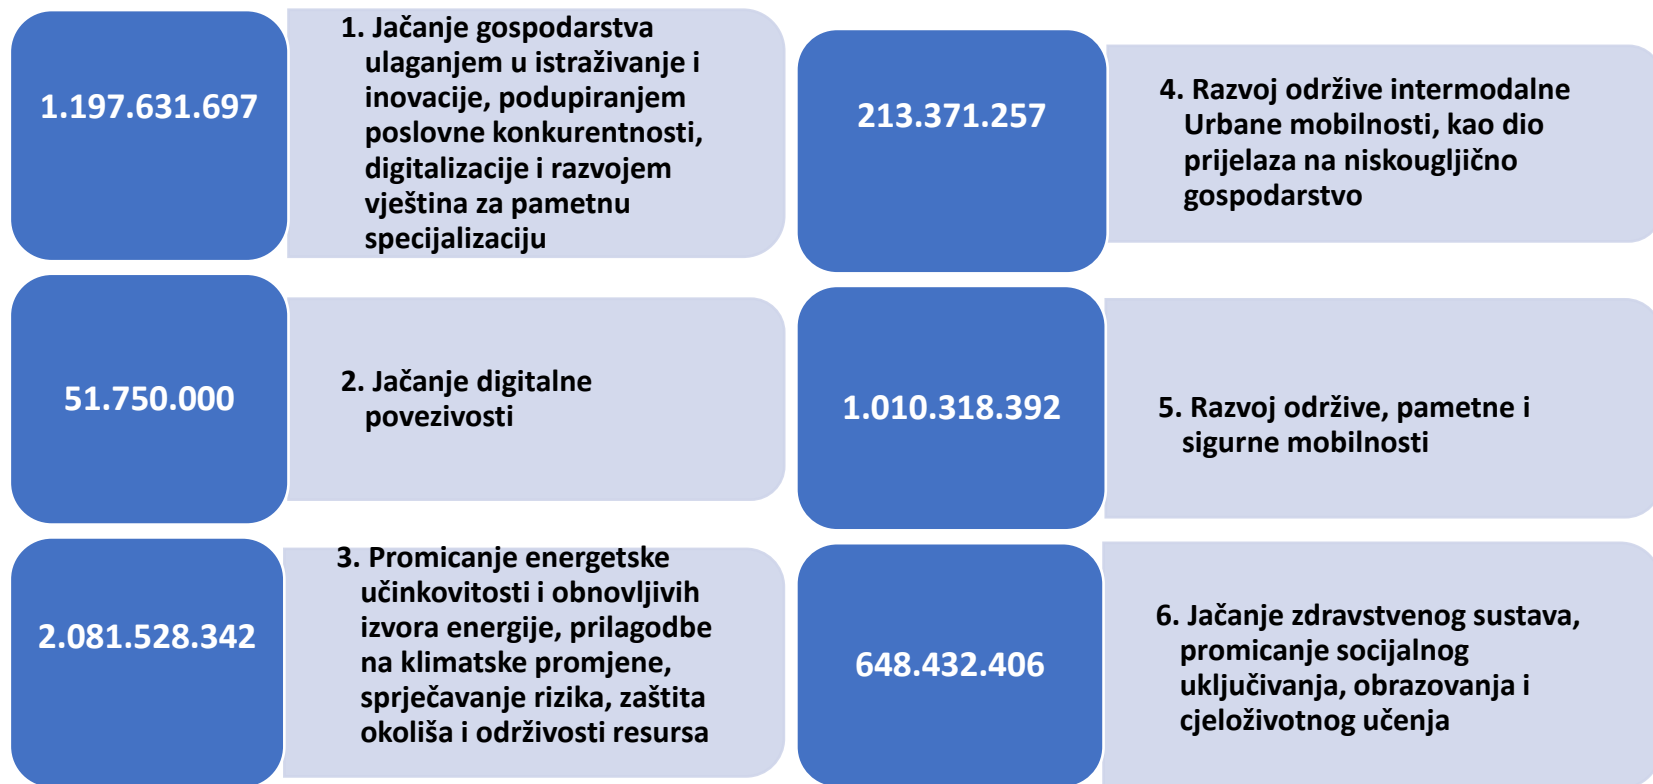 1.197.631.697
1. Jačanje gospodarstva
ulaganjem u istraživanje i
inovacije, podupiranjem
poslovne konkurentnosti,
digitalizacije i razvojem
vještina za pametnu
specijalizaciju
51.750.000
2. Jačanje digitalne
povezivosti
2.081.528.342
3. Promicanje energetske
učinkovitosti i obnovljivih
izvora energije, prilagodbe
na klimatske promjene,
sprječavanje rizika, zaštita
okoliša i održivosti resursa
213.371.257
4. Razvoj održive intermodalne
Urbane mobilnosti, kao dio
prijelaza na niskougljično
gospodarstvo
1.010.318.392
5. Razvoj održive, pametne i
sigurne mobilnosti
648.432.406
6. Jačanje zdravstvenog sustava,
promicanje socijalnog
uključivanja, obrazovanja i
cjeloživotnog učenja